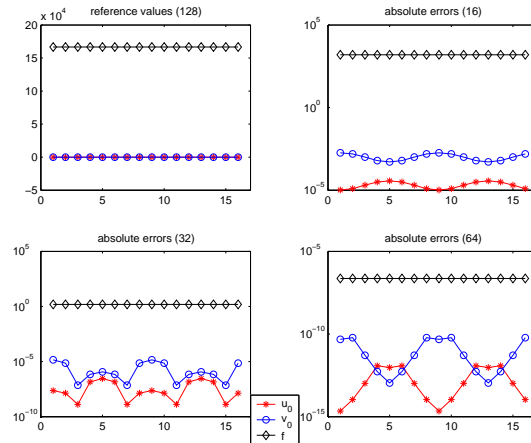 reference values (128)
20 x 10^4
15
10
5
0
−5
0 5 10 15
absolute errors (16)
10^5
10^0
10^−5
0 5 10 15
absolute errors (32)
10^5
10^0
10^−5
10^−10
0 5 10 15
absolute errors (64)
10^−5
10^−10
10^−15
0 5 10 15
u_0
v_0
f